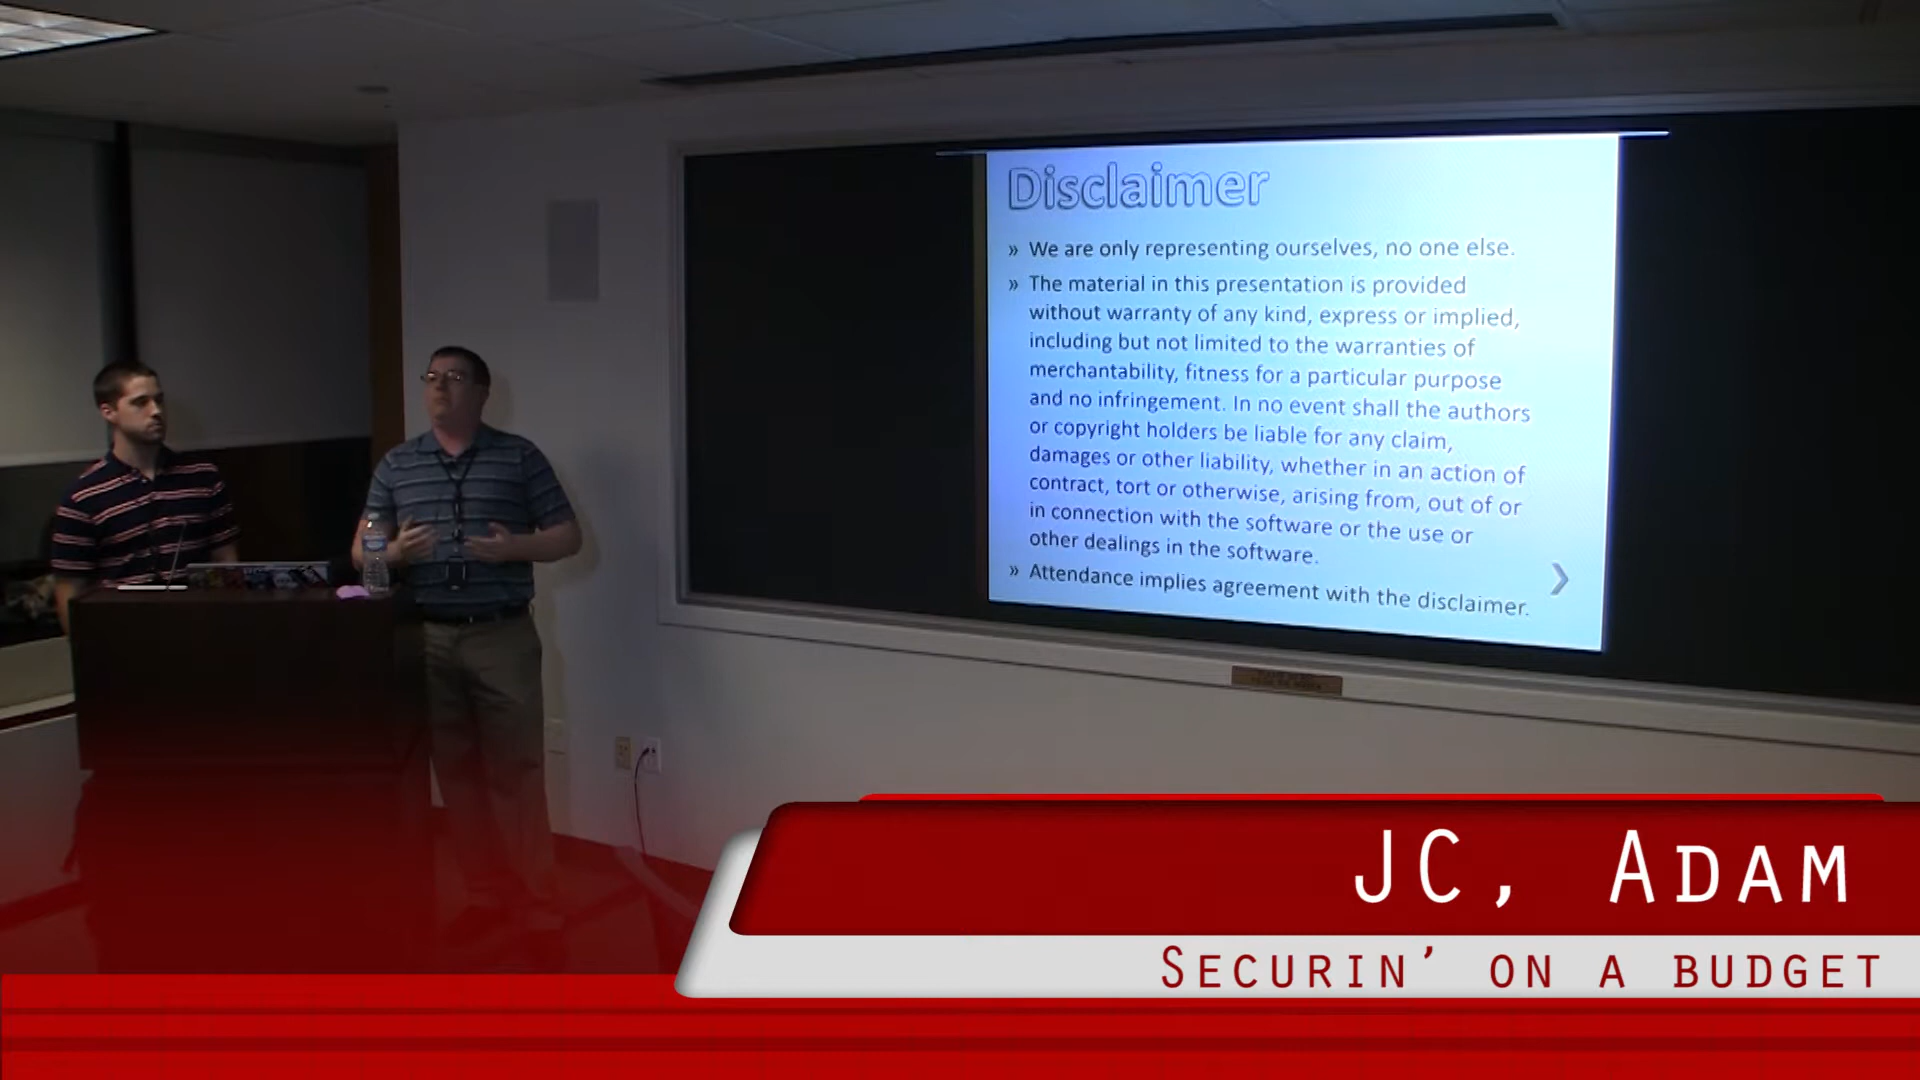 Disclaimer
» We are only representing ourselves, no one else.
» The material in this presentation is provided
without warranty of any kind, express or implied,
including but not limited to the warranties of
merchantability, fitness for a particular purpose
and no infringement. In no event shall the authors
or copyright holders be liable for any claim,
damages or other liability, whether in an action of
contract, tort or otherwise, arising from, out of or
in connection with the software or the use or
other dealings in the software.
» Attendance implies agreement with the disclaimer.
JC, Adam
Securin' on a budget